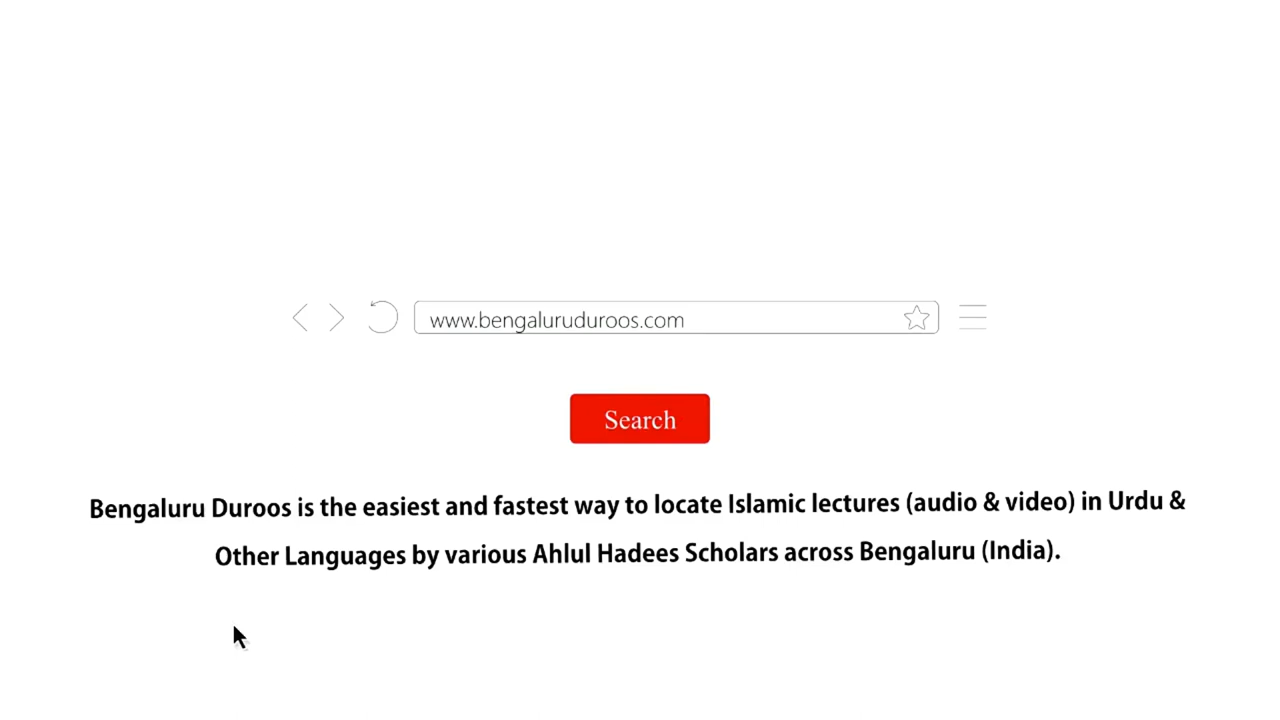 www.bengaluruduroos.com
Search
Bengaluru Duroos is the easiest and fastest way to locate Islamic lectures (audio & video) in Urdu &
Other Languages by various Ahlul Hadees Scholars across Bengaluru (India).